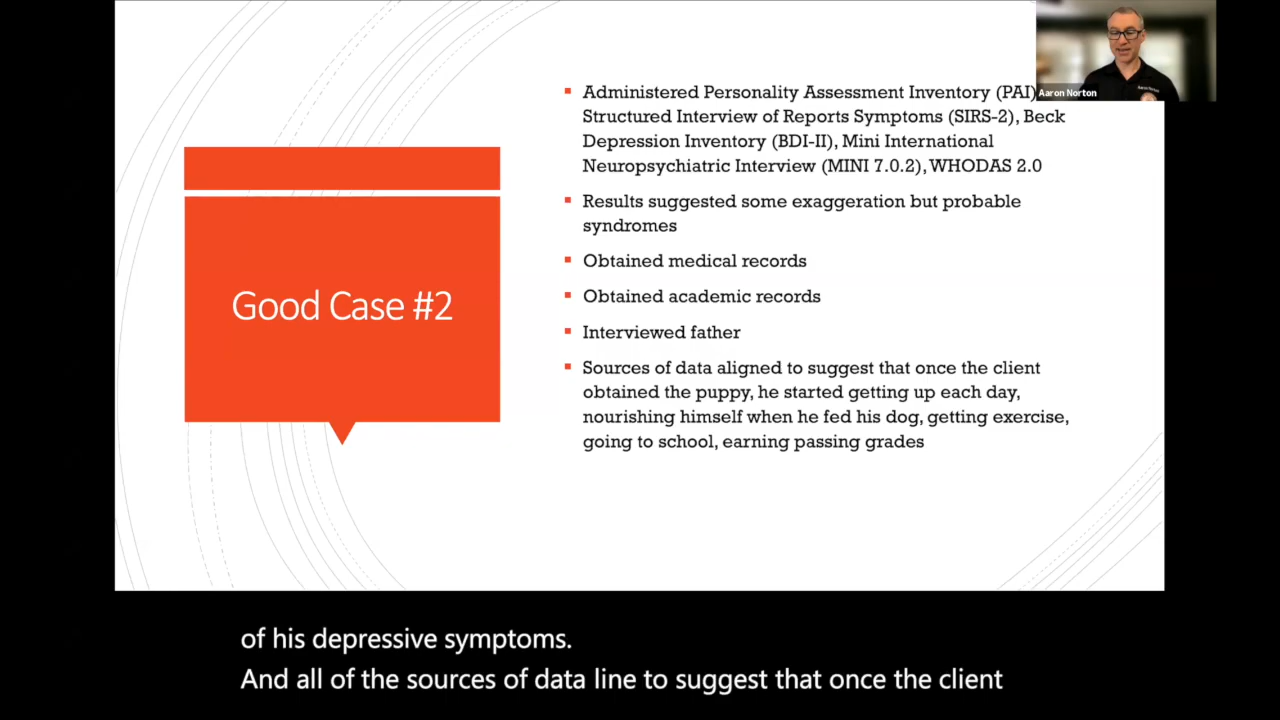 Administered Personality Assessment Inventory (PAI)
Structured Interview of Reports Symptoms (SIRS-2), Beck
Depression Inventory (BDI-II), Mini International
Neuropsychiatric Interview (MINI 7.0.2), WHODAS 2.0
Results suggested some exaggeration but probable
syndromes
Obtained medical records
Obtained academic records
Interviewed father
Sources of data aligned to suggest that once the client
obtained the puppy, he started getting up each day,
nourishing himself when he fed his dog, getting exercise,
going to school, earning passing grades
Good Case #2
Aaron Norton
Aaron Norton
of his depressive symptoms.
And all of the sources of data line to suggest that once the client